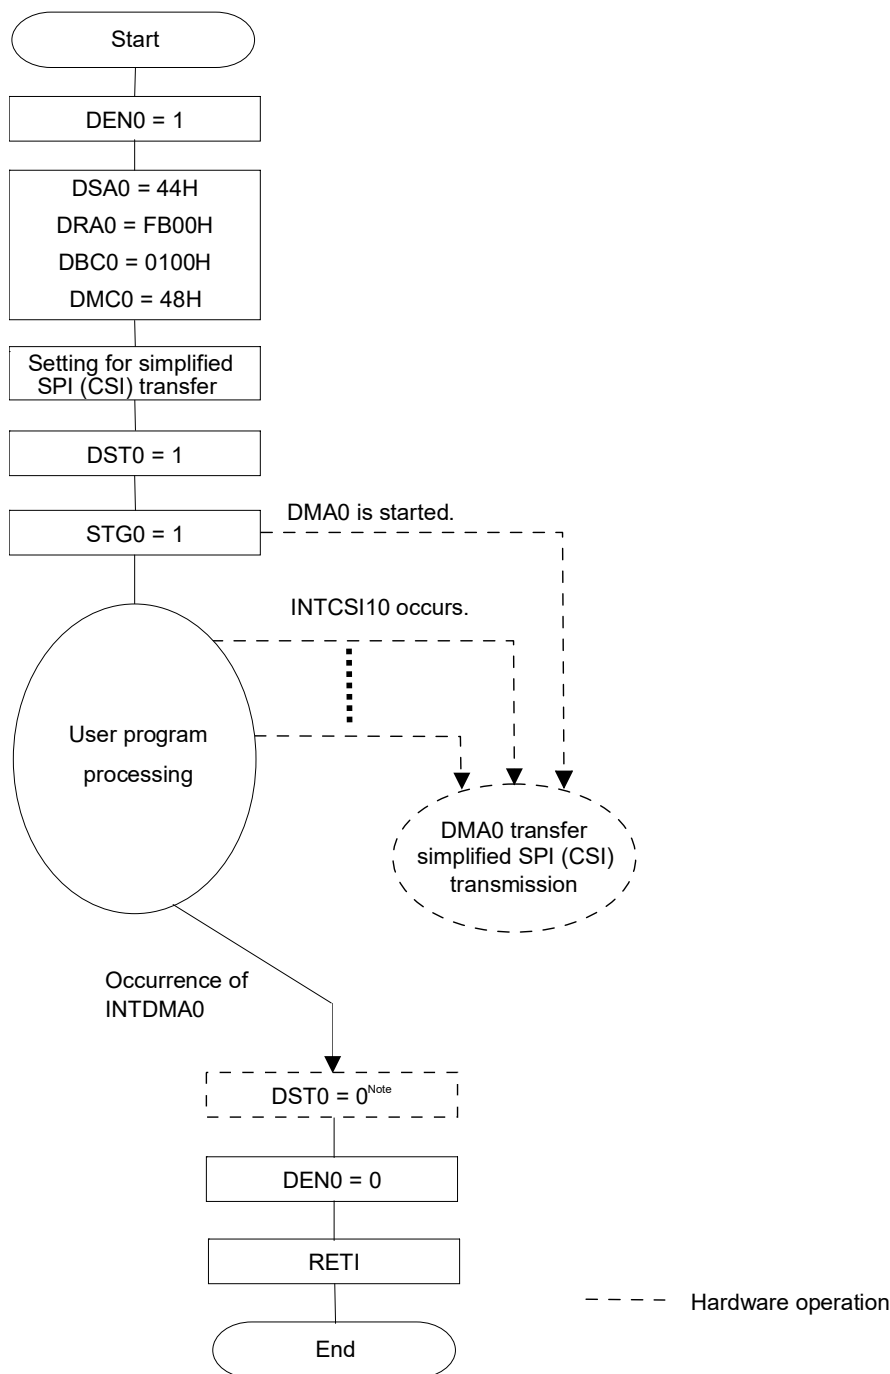 Start
DEN0 = 1
DSA0 = 44H
DRA0 = FB00H
DBC0 = 0100H
DMC0 = 48H
Setting for simplified
SPI (CSI) transfer
DST0 = 1
STG0 = 1
DMA0 is started.
INTCSI10 occurs.
User program
processing
DMA0 transfer
simplified SPI (CSI)
transmission
Occurrence of
INTDMA0
DST0 = 0Note
DEN0 = 0
RETI
Hardware operation
End